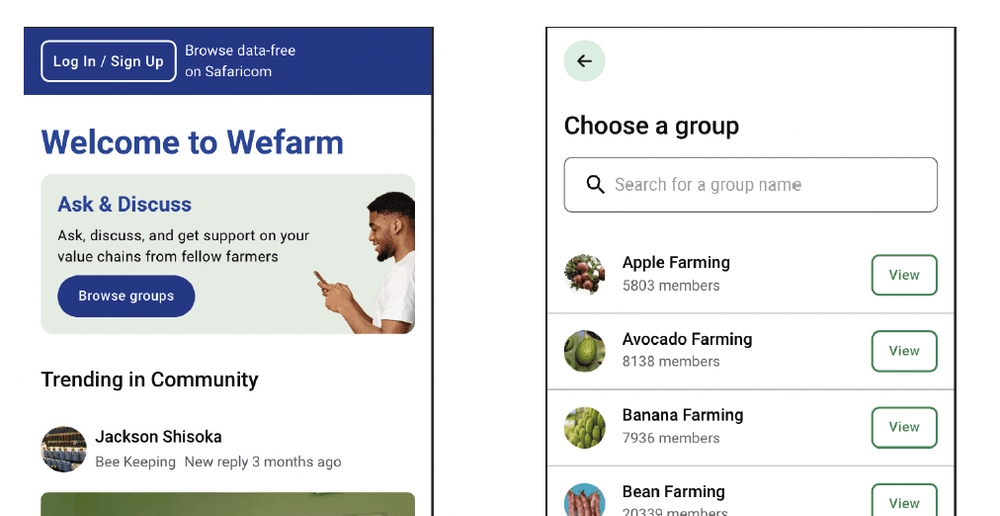 Log In / Sign Up
Browse data-free
on Safaricom
Welcome to Wefarm
Ask & Discuss
Ask, discuss, and get support on your
value chains from fellow farmers
Browse groups
Trending in Community
Jackson Shisoka
Bee Keeping New reply 3 months ago
Choose a group
Search for a group name
Apple Farming
5803 members
View
Avocado Farming
8138 members
View
Banana Farming
7936 members
View
Bean Farming
20339 members
View